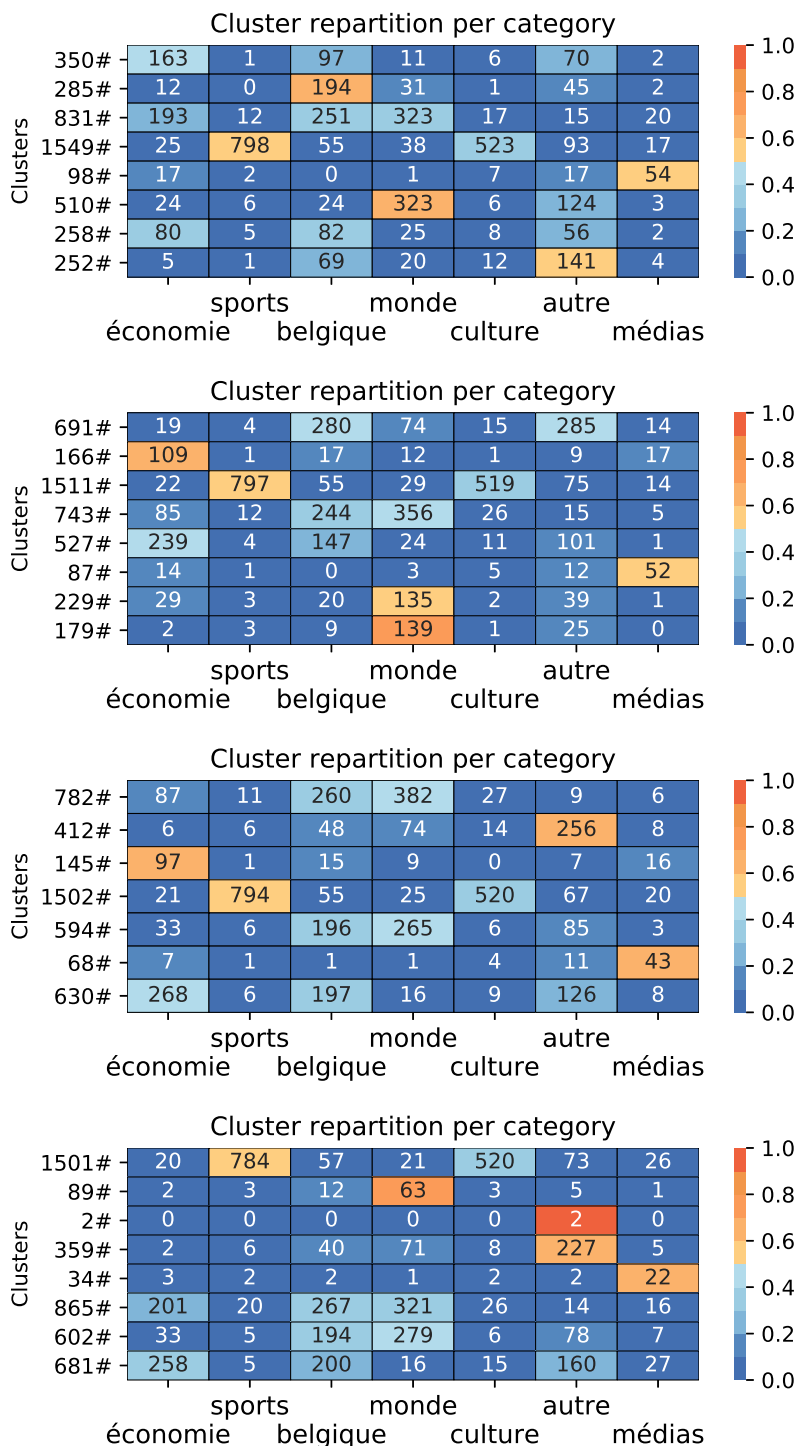 Cluster repartition per category
Clusters
350# 163 1 97 11 6 70 2
285# 12 0 194 31 1 45 2
831# 193 12 251 323 17 15 20
1549# 25 798 55 38 523 93 17
98# 17 2 0 1 7 17 54
510# 24 6 24 323 6 124 3
258# 80 5 82 25 8 56 2
252# 5 1 69 20 12 141 4
sports monde autre
économie belgique culture médias
1.0
0.8
0.6
0.4
0.2
0.0
Cluster repartition per category
Clusters
691# 19 4 280 74 15 285 14
166# 109 1 17 12 1 9 17
1511# 22 797 55 29 519 75 14
743# 85 12 244 356 26 15 5
527# 239 4 147 24 11 101 1
87# 14 1 0 3 5 12 52
229# 29 3 20 135 2 39 1
179# 2 3 9 139 1 25 0
sports monde autre
économie belgique culture médias
1.0
0.8
0.6
0.4
0.2
0.0
Cluster repartition per category
Clusters
782# 87 11 260 382 27 9 6
412# 6 6 48 74 14 256 8
145# 97 1 15 9 0 7 16
1502# 21 794 55 25 520 67 20
594# 33 6 196 265 6 85 3
68# 7 1 1 1 4 11 43
630# 268 6 197 16 9 126 8
sports monde autre
économie belgique culture médias
1.0
0.8
0.6
0.4
0.2
0.0
Cluster repartition per category
Clusters
1501# 20 784 57 21 520 73 26
89# 2 3 12 63 3 5 1
2# 0 0 0 0 0 2 0
359# 2 6 40 71 8 227 5
34# 3 2 2 1 2 2 22
865# 201 20 267 321 26 14 16
602# 33 5 194 279 6 78 7
681# 258 5 200 16 15 160 27
sports monde autre
économie belgique culture médias
1.0
0.8
0.6
0.4
0.2
0.0